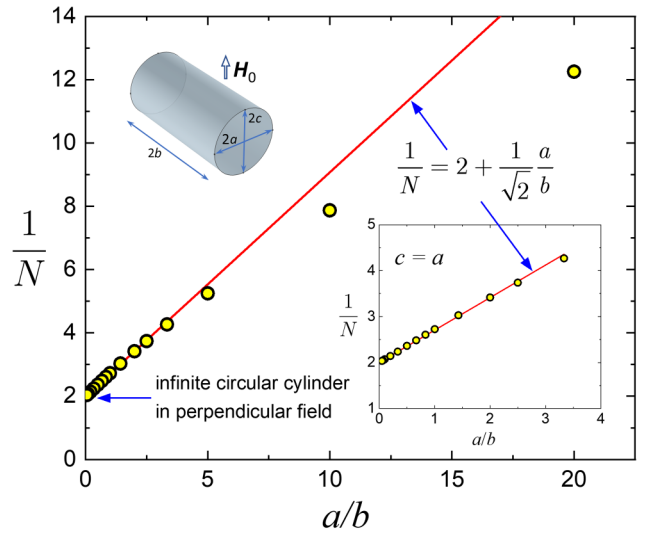 14
12
10
8
6
4
2
0
1/N
H₀
2c
2a
2b
1/N = 2 + 1/√2 a/b
infinite circular cylinder
in perpendicular field
5
4
3
2
1
1/N
c = a
0 1 2 3 4
a/b
0 5 10 15 20
a/b